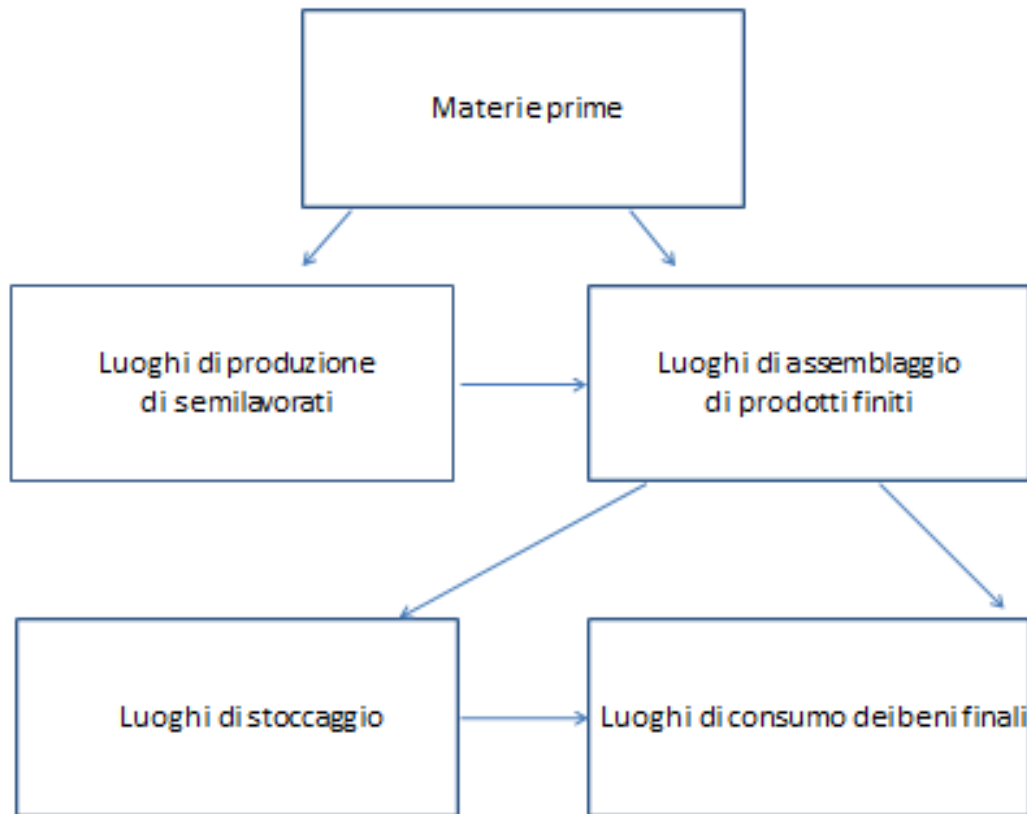 Materie prime
Luoghi di produzione
di semilavorati
Luoghi di assemblaggio
di prodotti finiti
Luoghi di stoccaggio
Luoghi di consumo dei beni finali